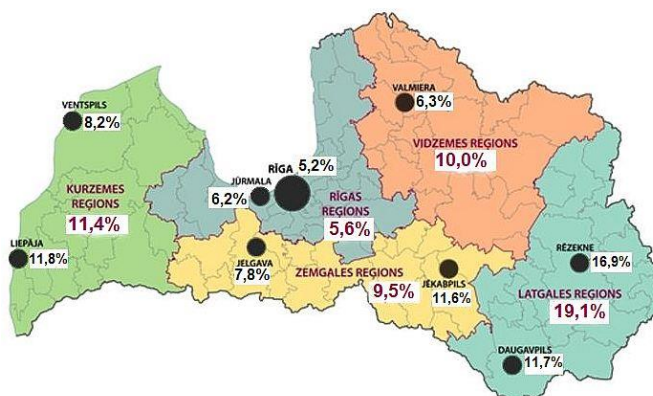 VENTSPILS
8,2%
VALMIERA
6,3%
VIDZEMES REĢIONS
10,0%
RĪGA
5,2%
JŪRMALA
6,2%
KURZEMES
REĢIONS
11,4%
RĪGAS
REĢIONS
5,6%
LIEPĀJA
11,8%
JELGAVA
7,8%
ZEMGALES REĢIONS
9,5%
JĒKABPILS
11,6%
RĒZEKNE
16,9%
LATGALES REĢIONS
19,1%
DAUGAVPILS
11,7%